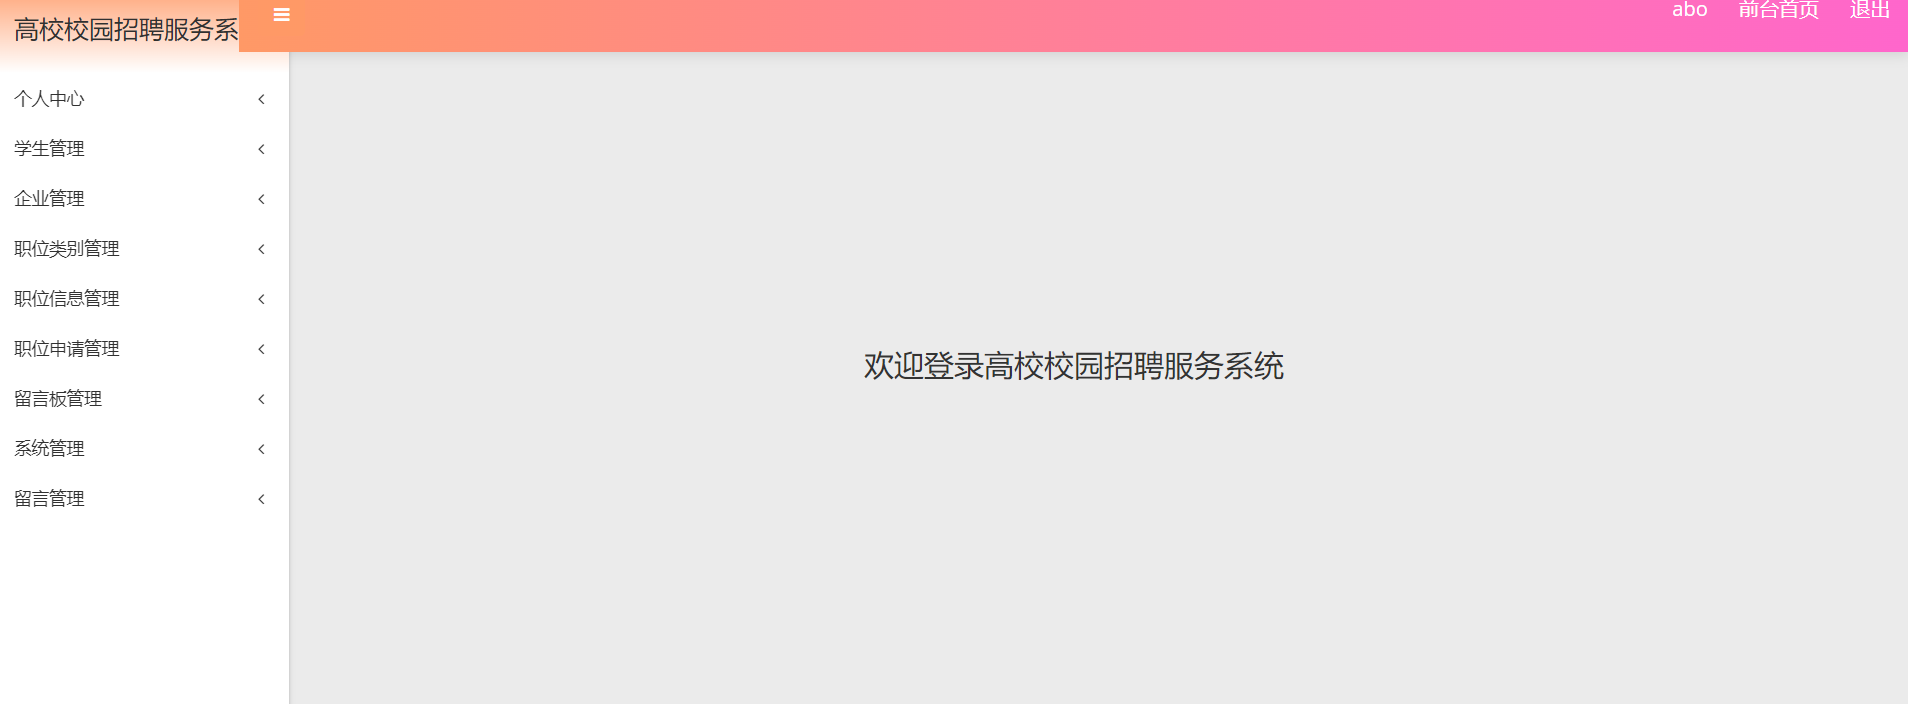 高校校园招聘服务系
abo 前台首页 退出
个人中心
学生管理
企业管理
职位类别管理
职位信息管理
职位申请管理
留言板管理
系统管理
留言管理
欢迎登录高校校园招聘服务系统